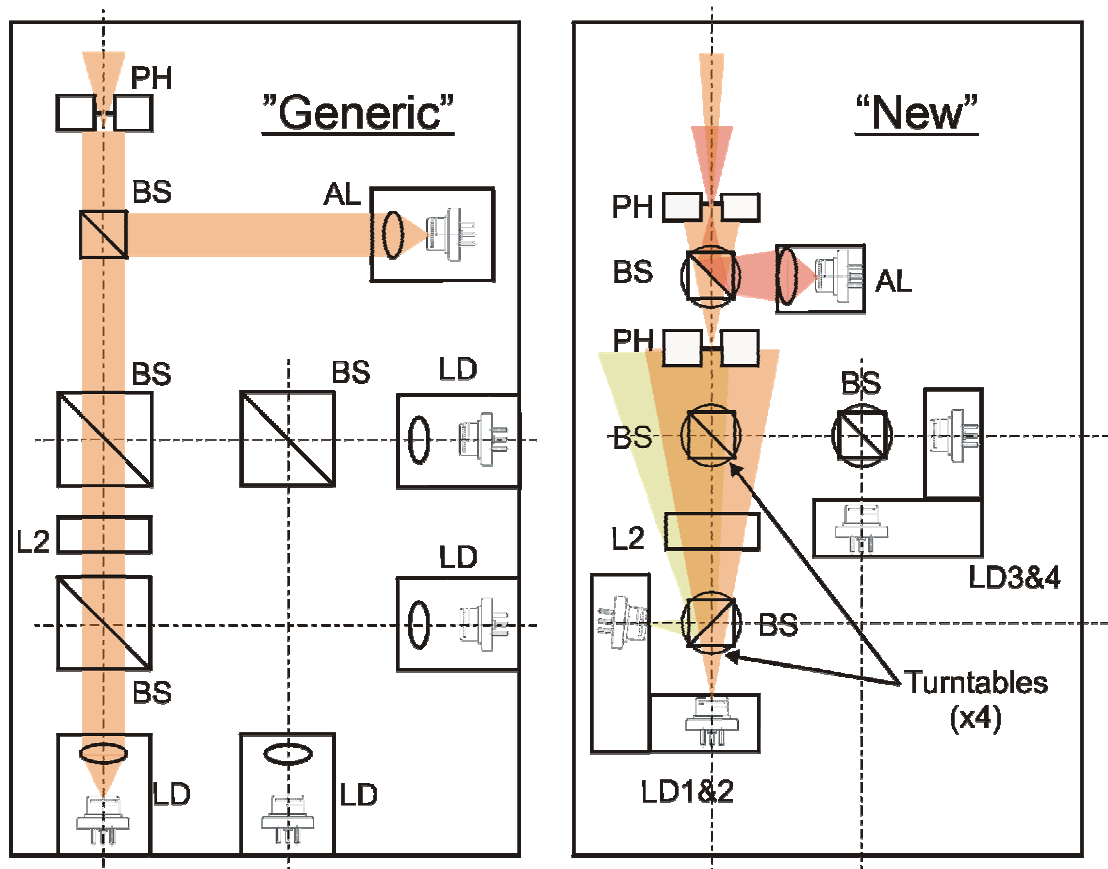 ”Generic”
PH
BS
AL
BS
BS
LD
L2
LD
BS
LD
LD
“New”
PH
BS
AL
PH
BS
BS
L2
LD3&4
BS
Turntables
(x4)
LD1&2